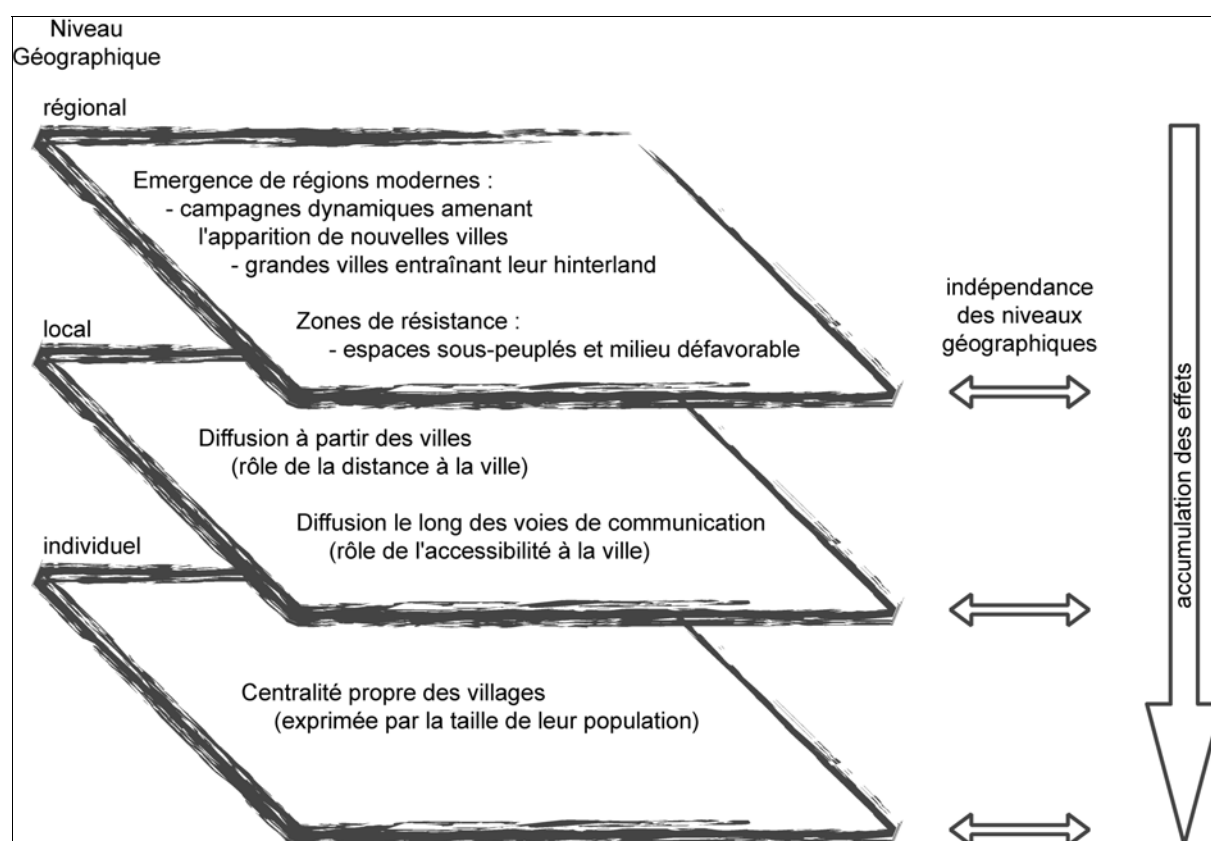 Niveau
Géographique
régional
Emergence de régions modernes :
- campagnes dynamiques amenant
l'apparition de nouvelles villes
- grandes villes entraînant leur hinterland
Zones de résistance :
- espaces sous-peuplés et milieu défavorable
local
Diffusion à partir des villes
(rôle de la distance à la ville)
Diffusion le long des voies de communication
(rôle de l'accessibilité à la ville)
individuel
Centralité propre des villages
(exprimée par la taille de leur population)
indépendance
des niveaux
géographiques
accumulation des effets